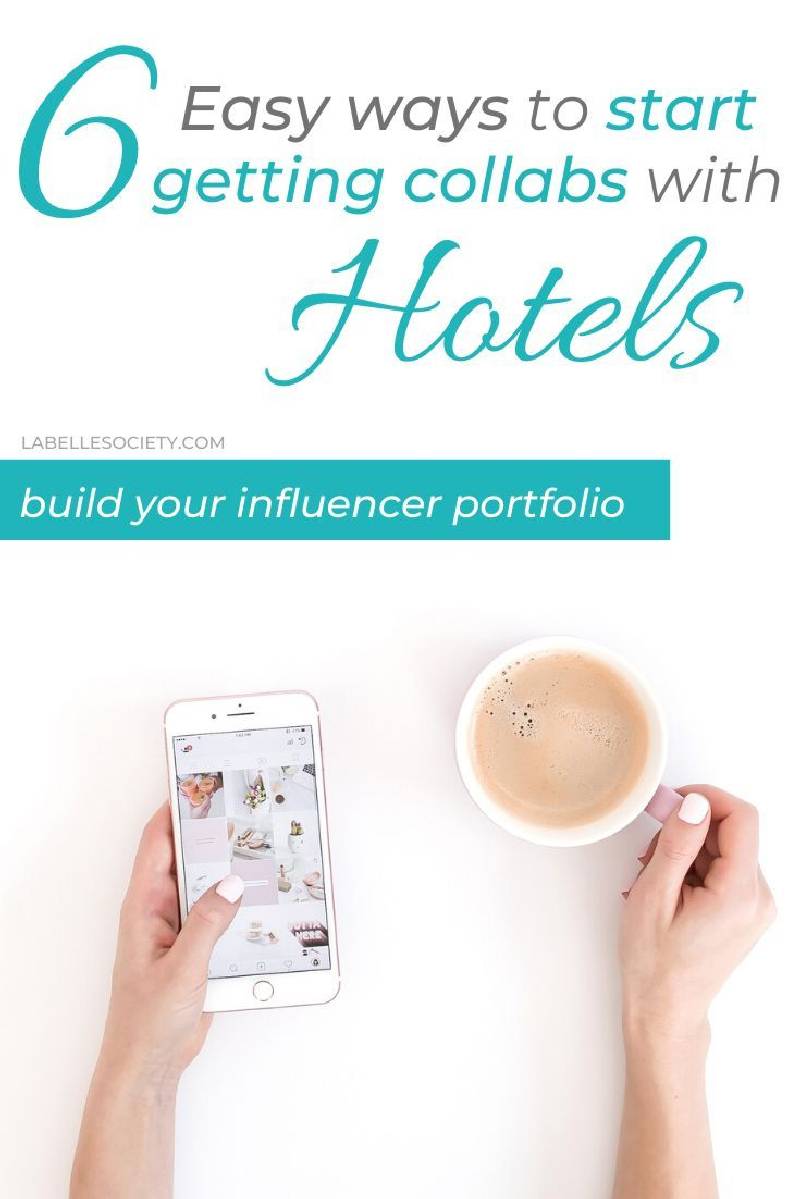 6 Easy ways to start
getting collabs with
Hotels
LABELLESOCIETY.COM
build your influencer portfolio